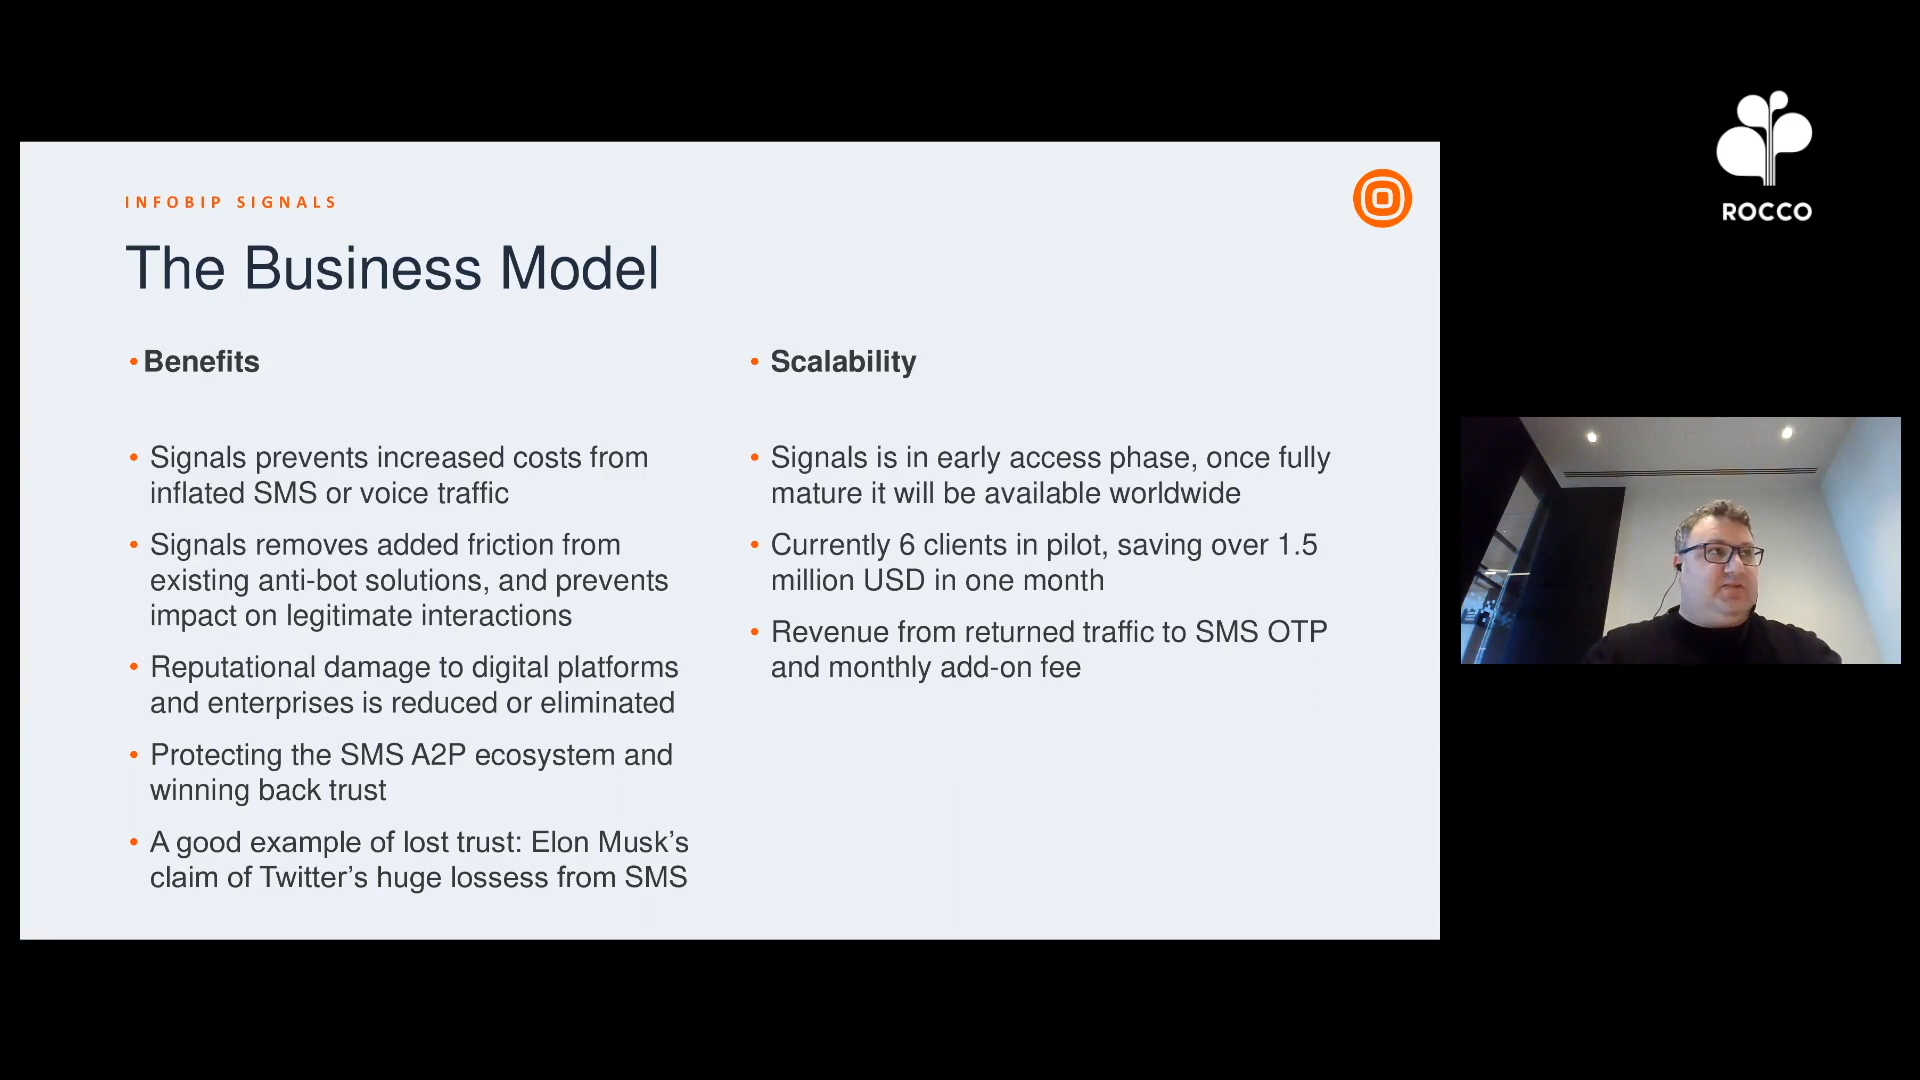 INFOBIP SIGNALS
The Business Model
• Benefits
• Signals prevents increased costs from
inflated SMS or voice traffic
• Signals removes added friction from
existing anti-bot solutions, and prevents
impact on legitimate interactions
• Reputational damage to digital platforms
and enterprises is reduced or eliminated
• Protecting the SMS A2P ecosystem and
winning back trust
• A good example of lost trust: Elon Musk’s
claim of Twitter’s huge lossess from SMS
• Scalability
• Signals is in early access phase, once fully
mature it will be available worldwide
• Currently 6 clients in pilot, saving over 1.5
million USD in one month
• Revenue from returned traffic to SMS OTP
and monthly add-on fee
ROCCO